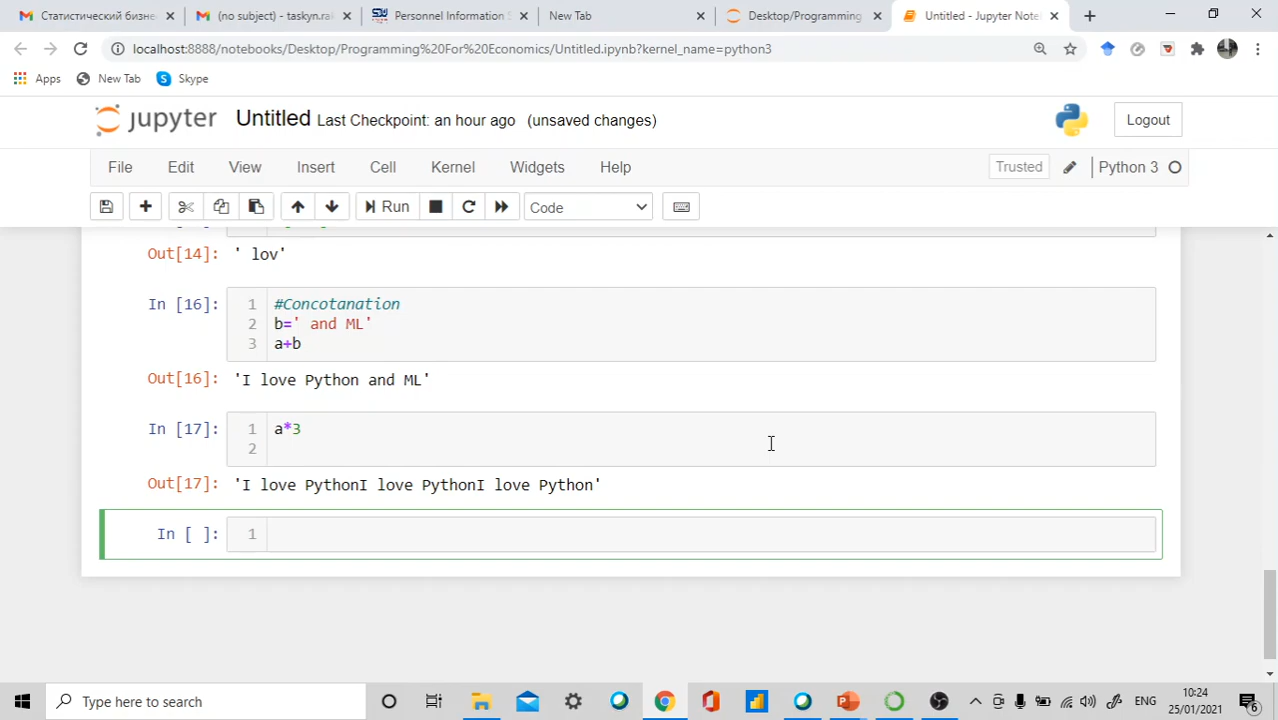 Статистический бизне
(no subject) - taskyn.ral
Personnel Information S
New Tab
Desktop/Programming
Untitled - Jupyter Note
localhost:8888/notebooks/Desktop/Programming%20For%20Economics/Untitled.ipynb?kernel_name=python3
Apps New Tab Skype
jupyter Untitled Last Checkpoint: an hour ago (unsaved changes) Logout
File Edit View Insert Cell Kernel Widgets Help Trusted Python 3
Run Code
Out[14]: ' lov'
In [16]: 1 #Concotanation
2 b=' and ML'
3 a+b
Out[16]: 'I love Python and ML'
In [17]: 1 a*3
2
Out[17]: 'I love PythonI love PythonI love Python'
In [ ]: 1
Type here to search
ENG
10:24
25/01/2021
6